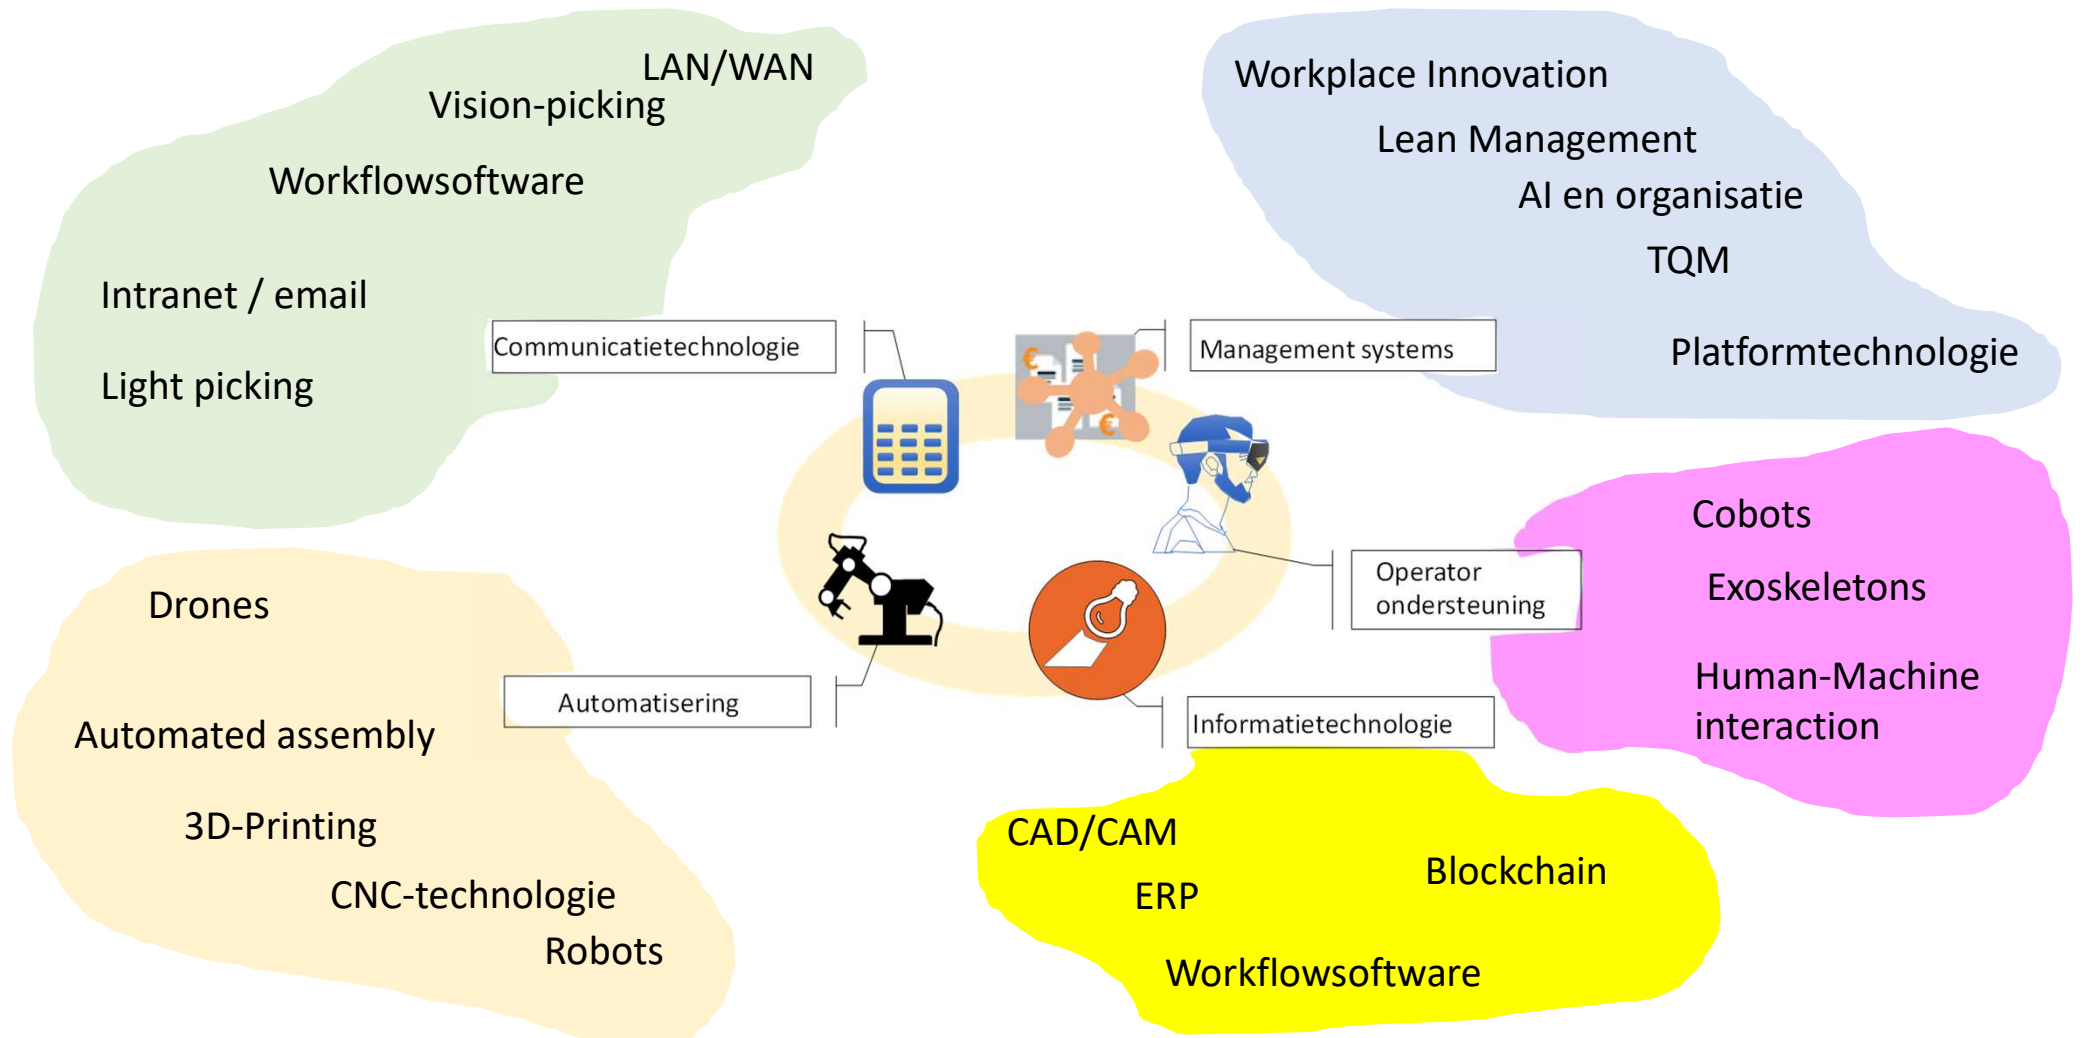 LAN/WAN
Vision-picking
Workflowsoftware
Intranet / email
Light picking
Communicatietechnologie
Workplace Innovation
Lean Management
AI en organisatie
TQM
Platformtechnologie
Management systems
€
€
Cobots
Exoskeletons
Human-Machine
interaction
Operator
ondersteuning
Drones
Automated assembly
3D-Printing
CNC-technologie
Robots
Automatisering
Informatietechnologie
CAD/CAM
Blockchain
ERP
Workflowsoftware